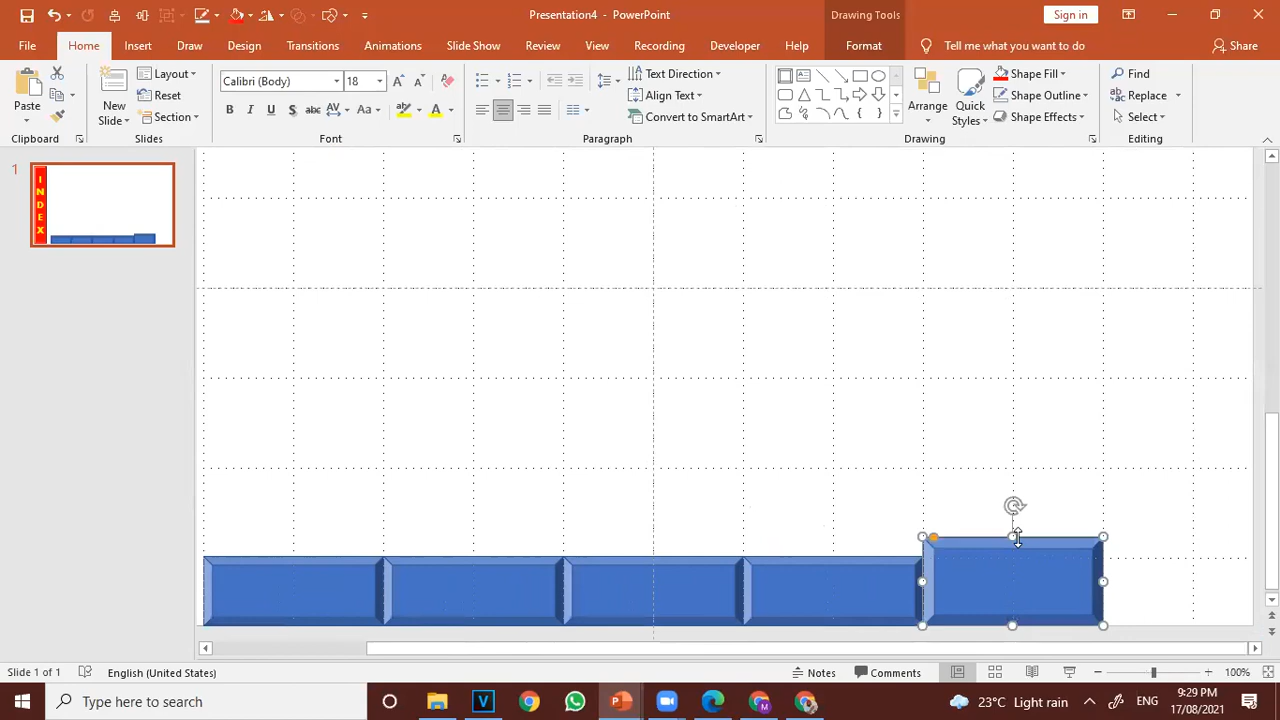 Presentation4 - PowerPoint
Drawing Tools
Sign in
File
Home
Insert
Draw
Design
Transitions
Animations
Slide Show
Review
View
Recording
Developer
Help
Format
Tell me what you want to do
Share
Paste
New
Slide
Layout
Reset
Section
Calibri (Body)
18
B I U S abc AV Aa A
Text Direction
Align Text
Convert to SmartArt
Arrange
Quick
Styles
Shape Fill
Shape Outline
Shape Effects
Find
Replace
Select
Clipboard
Slides
Font
Paragraph
Drawing
Editing
1
I
N
D
E
X
Slide 1 of 1
English (United States)
Notes
Comments
100%
Type here to search
23°C Light rain
ENG
9:29 PM
17/08/2021